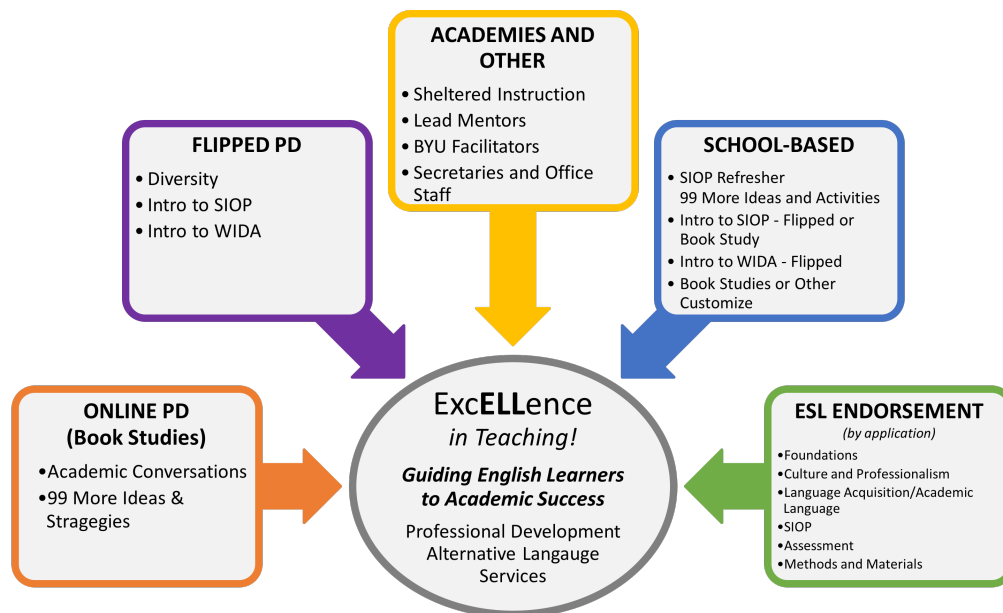 ACADEMIES AND
OTHER
• Sheltered Instruction
• Lead Mentors
• BYU Facilitators
• Secretaries and Office
Staff
FLIPPED PD
• Diversity
• Intro to SIOP
• Intro to WIDA
SCHOOL-BASED
• SIOP Refresher
99 More Ideas and Activities
• Intro to SIOP - Flipped or
Book Study
• Intro to WIDA - Flipped
• Book Studies or Other
Customize
ONLINE PD
(Book Studies)
•Academic Conversations
•99 More Ideas &
Stragegies
ExcELLence
in Teaching!
Guiding English Learners
to Academic Success
Professional Development
Alternative Langauge
Services
ESL ENDORSEMENT
(by application)
•Foundations
•Culture and Professionalism
•Language Acquisition/Academic
Language
•SIOP
•Assessment
•Methods and Materials